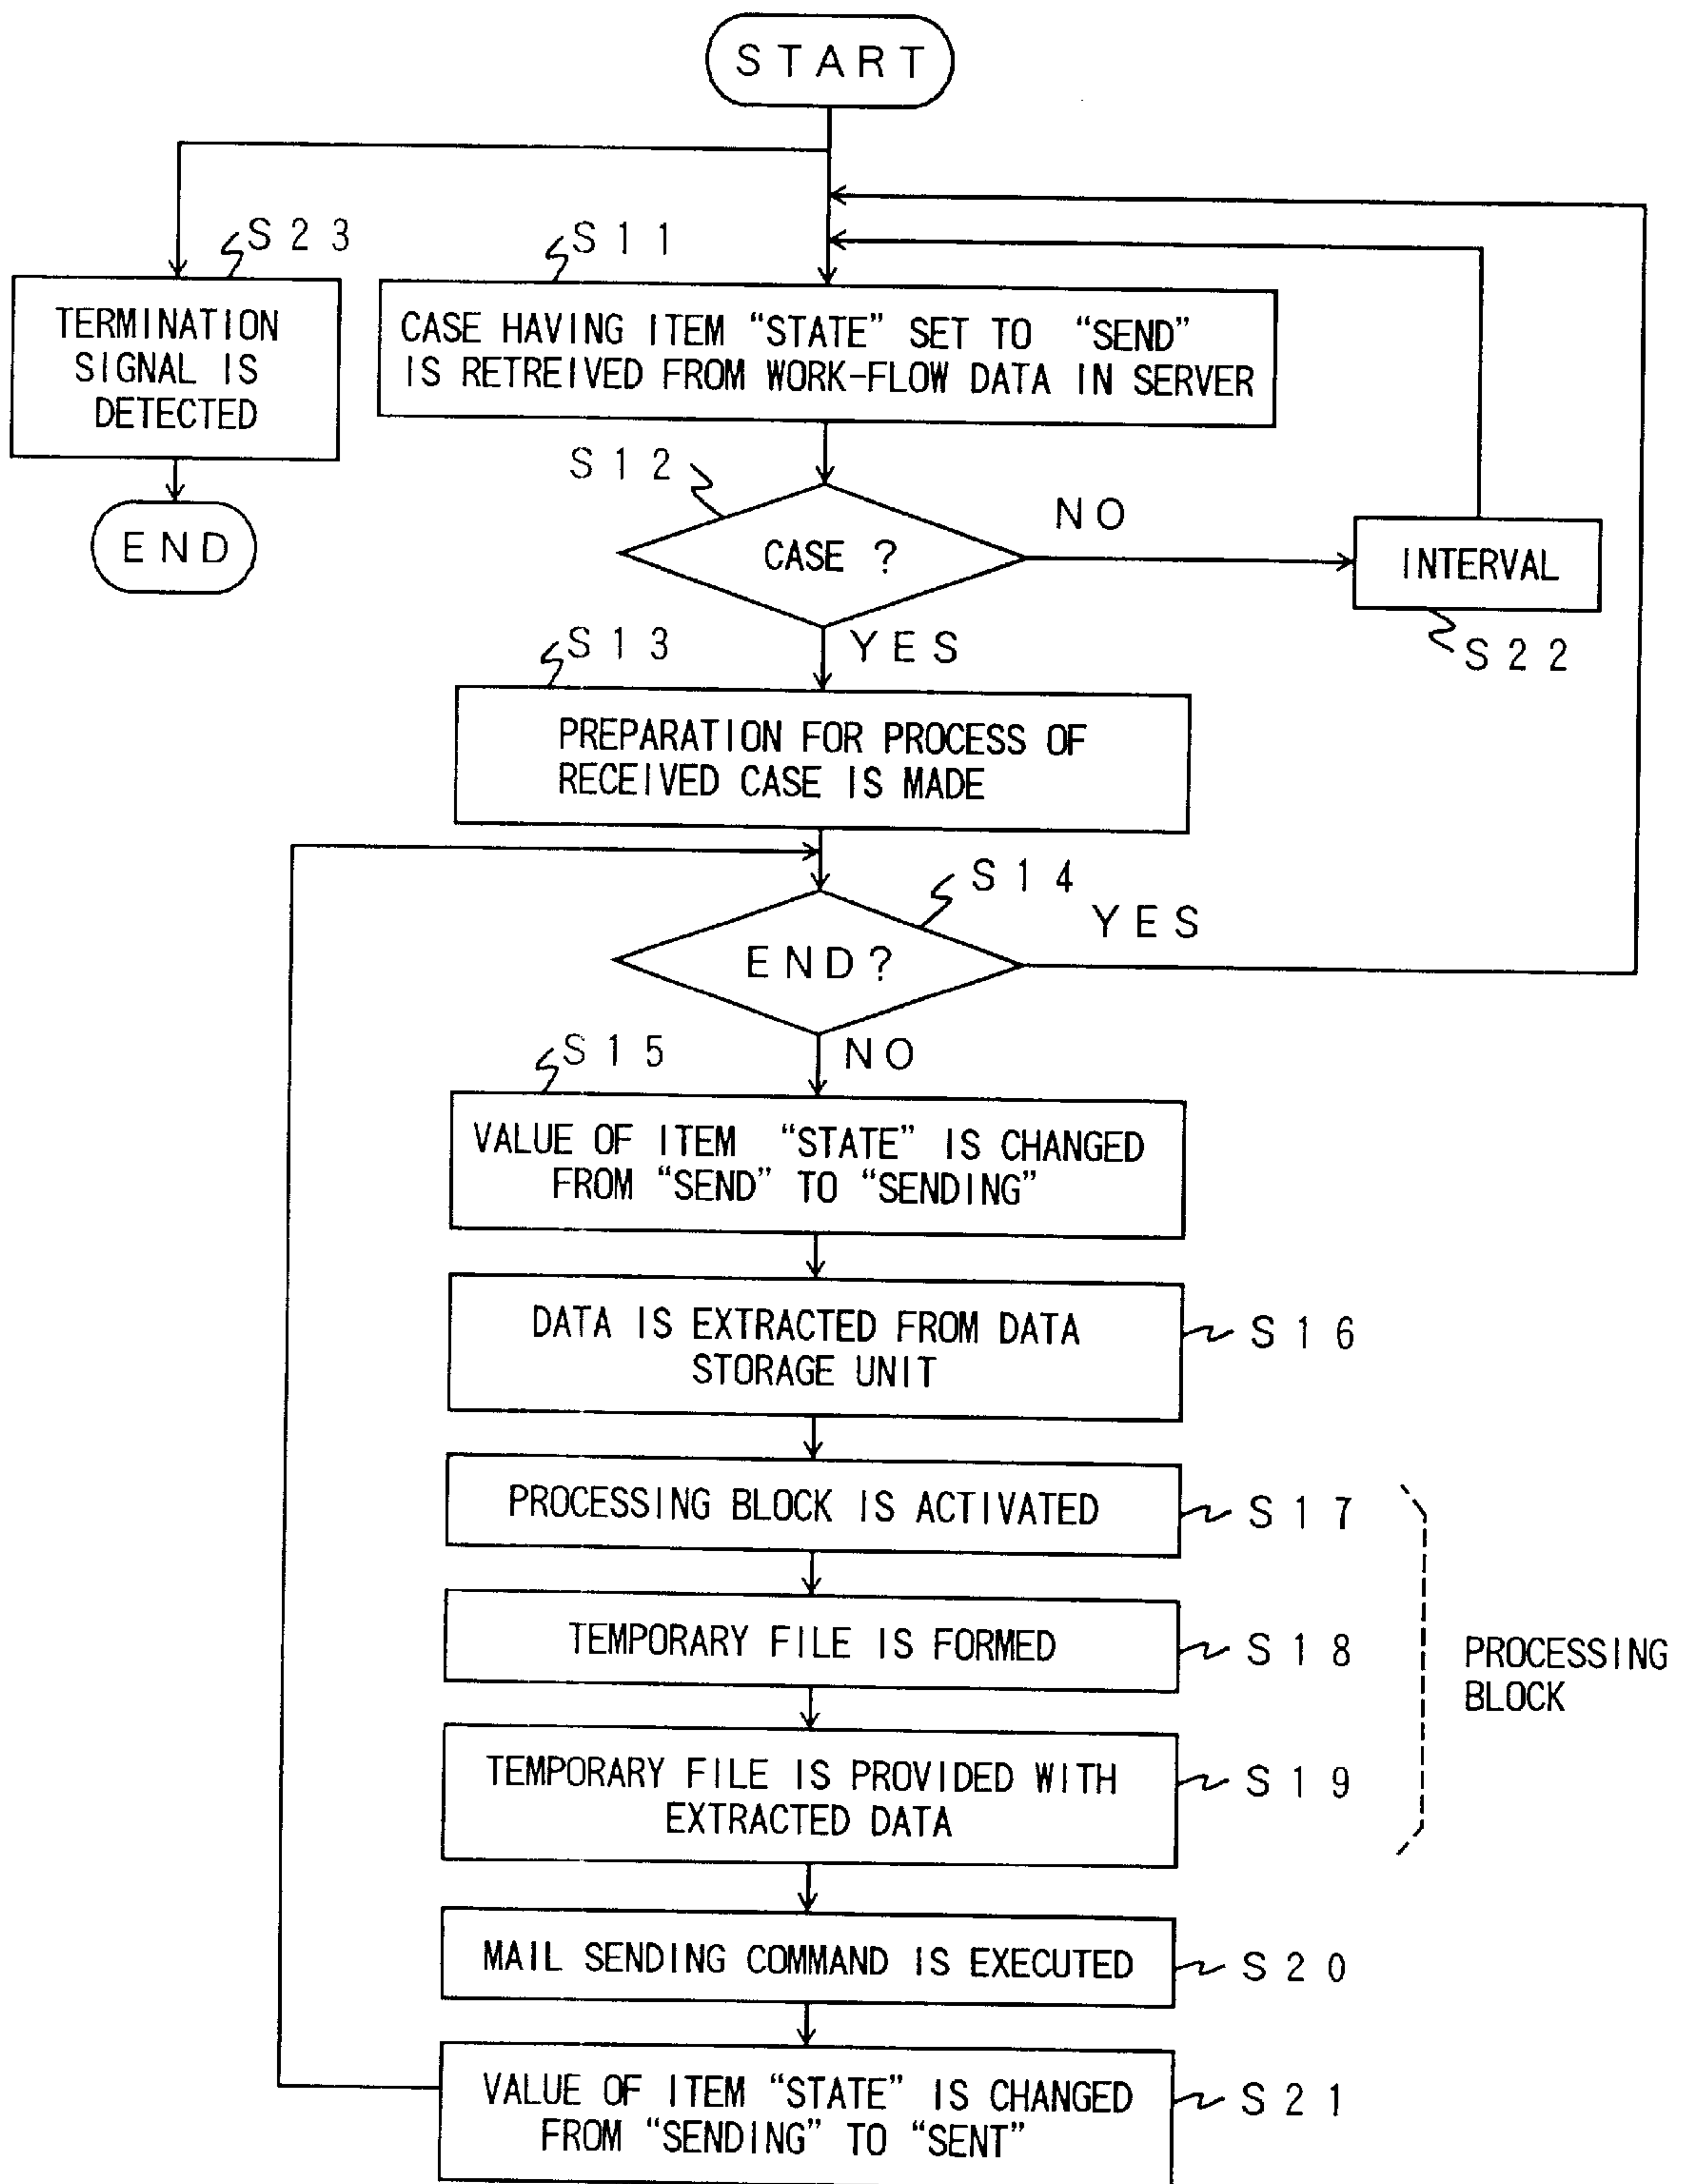 START
S23
S11
TERMINATION
SIGNAL IS
DETECTED
CASE HAVING ITEM “STATE” SET TO “SEND”
IS RETREIVED FROM WORK-FLOW DATA IN SERVER
S12
END
CASE ?
NO
INTERVAL
S22
YES
S13
PREPARATION FOR PROCESS OF
RECEIVED CASE IS MADE
S14
END?
YES
NO
S15
VALUE OF ITEM “STATE” IS CHANGED
FROM “SEND” TO “SENDING”
DATA IS EXTRACTED FROM DATA
STORAGE UNIT
S16
PROCESSING BLOCK IS ACTIVATED
S17
TEMPORARY FILE IS FORMED
S18
PROCESSING
BLOCK
TEMPORARY FILE IS PROVIDED WITH
EXTRACTED DATA
S19
MAIL SENDING COMMAND IS EXECUTED
S20
VALUE OF ITEM “STATE” IS CHANGED
FROM “SENDING” TO “SENT”
S21